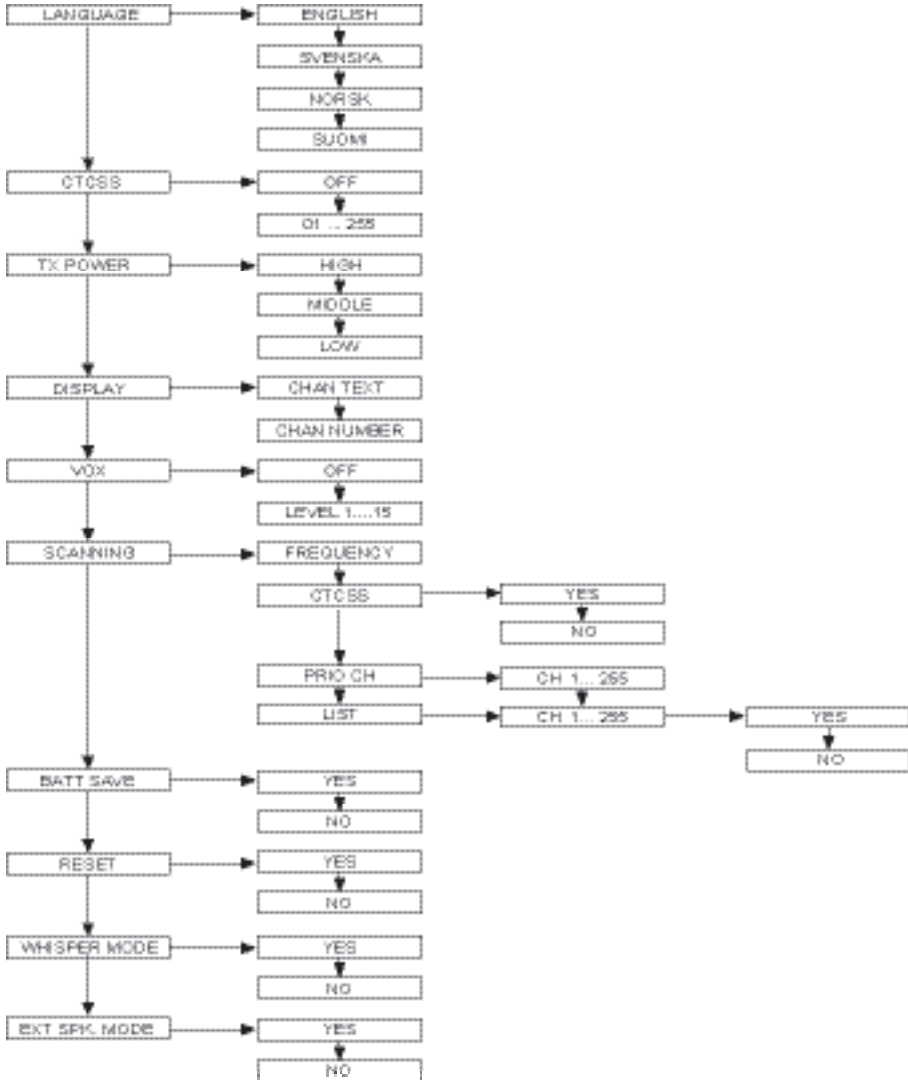 LANGUAGE
ENGLISH
SVENSKA
NORSK
SUOMI
CTCSS
OFF
01 ... 255
TX POWER
HIGH
MIDDLE
LOW
DISPLAY
CHAN TEXT
CHAN NUMBER
VOX
OFF
LEVEL 1....15
SCANNING
FREQUENCY
CTCSS
YES
NO
PRIO CH
CH 1... 255
LIST
CH 1... 255
YES
NO
BATT SAVE
YES
NO
RESET
YES
NO
WHISPER MODE
YES
NO
EXT SPK. MODE
YES
NO